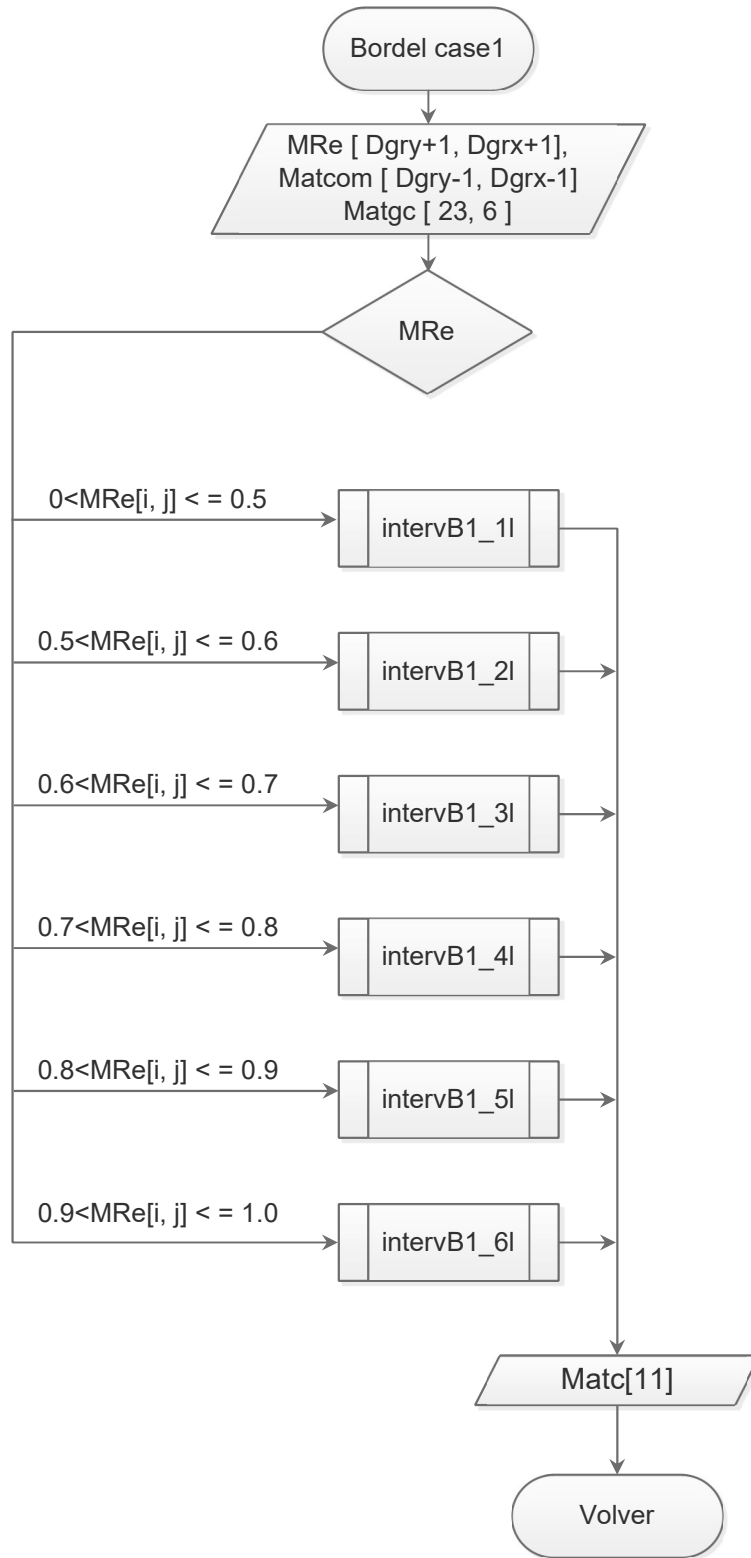 Bordel case1
MRe [ Dgry+1, Dgrx+1],
Matcom [ Dgry-1, Dgrx-1]
Matgc [ 23, 6 ]
MRe
0<MRe[i, j] < = 0.5
intervB1_1l
0.5<MRe[i, j] < = 0.6
intervB1_2l
0.6<MRe[i, j] < = 0.7
intervB1_3l
0.7<MRe[i, j] < = 0.8
intervB1_4l
0.8<MRe[i, j] < = 0.9
intervB1_5l
0.9<MRe[i, j] < = 1.0
intervB1_6l
Matc[11]
Volver